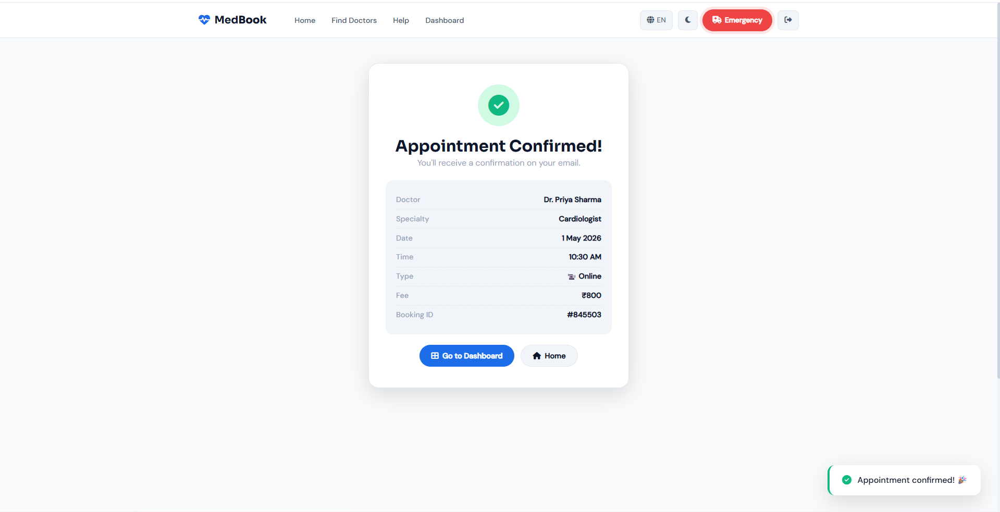 MedBook Home Find Doctors Help Dashboard EN Emergency
Appointment Confirmed!
You'll receive a confirmation on your email.
Doctor Dr. Priya Sharma
Specialty Cardiologist
Date 1 May 2026
Time 10:30 AM
Type Online
Fee ₹800
Booking ID #845503
Go to Dashboard Home
Appointment confirmed! 🎉